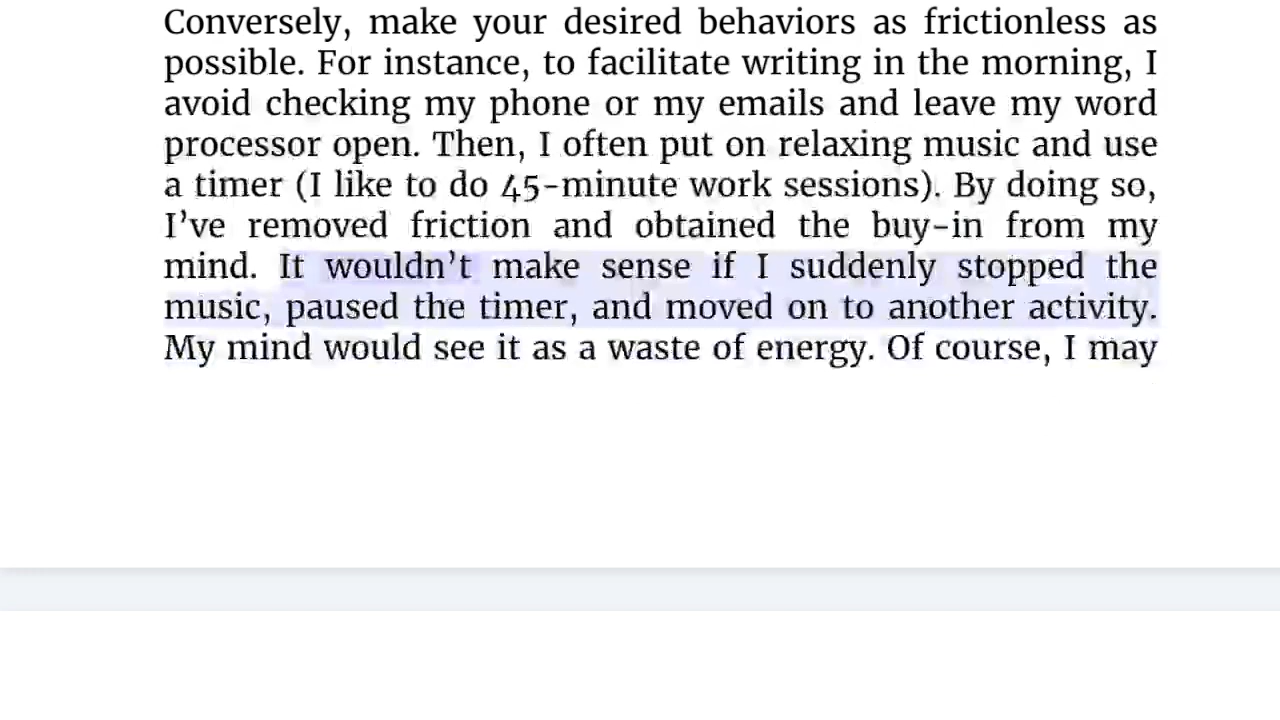 Conversely, make your desired behaviors as frictionless as
possible. For instance, to facilitate writing in the morning, I
avoid checking my phone or my emails and leave my word
processor open. Then, I often put on relaxing music and use
a timer (I like to do 45-minute work sessions). By doing so,
I’ve removed friction and obtained the buy-in from my
mind. It wouldn’t make sense if I suddenly stopped the
music, paused the timer, and moved on to another activity.
My mind would see it as a waste of energy. Of course, I may